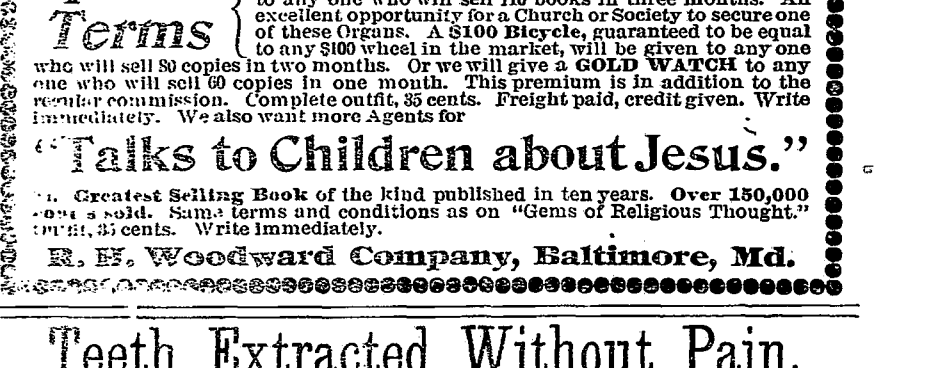 to any one who will sell 110 books in three months. An
Terms
excellent opportunity for a Church or Society to secure one
of these Organs. A $100 Bicycle, guaranteed to be equal
to any $100 wheel in the market, will be given to any one
who will sell 80 copies in two months. Or we will give a GOLD WATCH to any
one who will sell 60 copies in one month. This premium is in addition to the
regular commission. Complete outfit, 35 cents. Freight paid, credit given. Write
immediately. We also want more Agents for
"Talks to Children about Jesus."
Greatest Selling Book of the kind published in ten years. Over 150,000
sold. Same terms and conditions as on "Gems of Religious Thought."
35 cents. Write immediately.
R. H. Woodward Company, Baltimore, Md.
Teeth Extracted Without Pain.